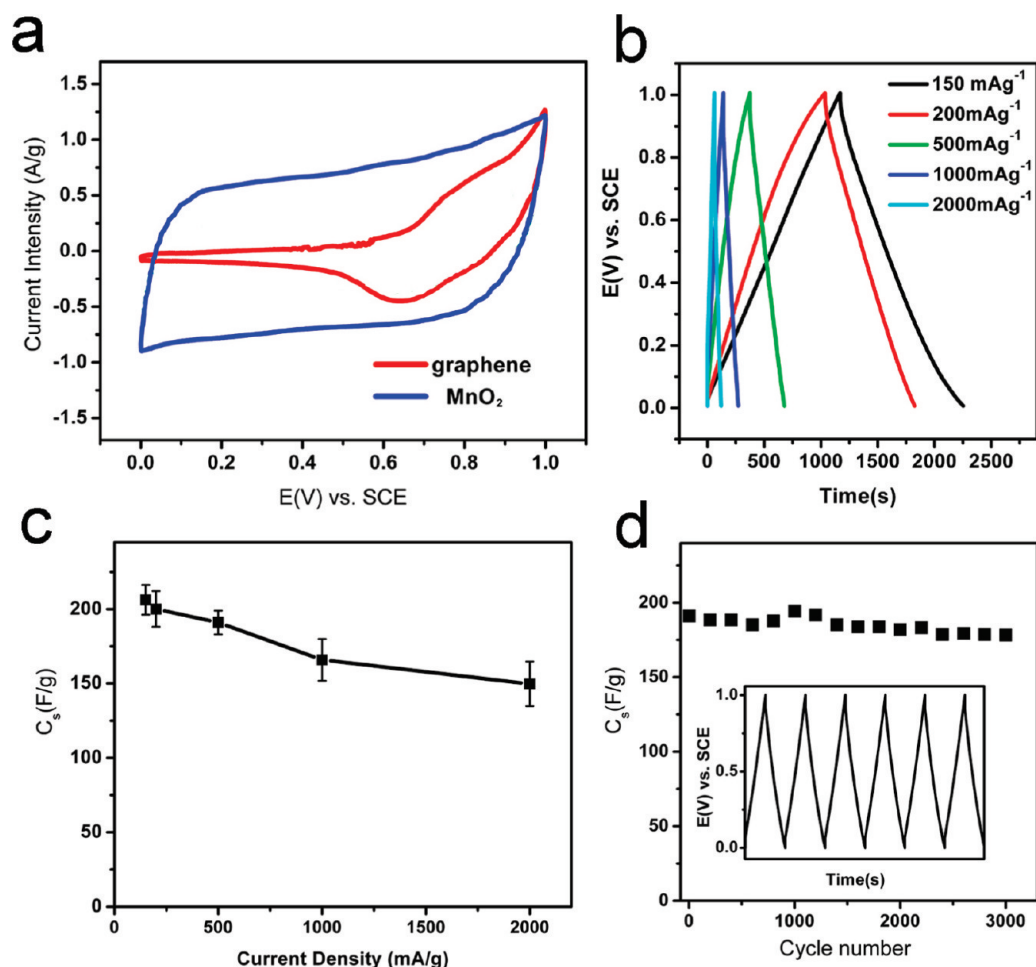 a
Current Intensity (A/g)
1.5
1.0
0.5
0.0
-0.5
-1.0
-1.5
graphene
MnO₂
0.0 0.2 0.4 0.6 0.8 1.0
E(V) vs. SCE
b
E(V) vs. SCE
1.0
0.8
0.6
0.4
0.2
0.0
150 mAg⁻¹
200mAg⁻¹
500mAg⁻¹
1000mAg⁻¹
2000mAg⁻¹
0 500 1000 1500 2000 2500
Time(s)
c
Cₛ(F/g)
200
150
100
50
0
0 500 1000 1500 2000
Current Density (mA/g)
d
Cₛ(F/g)
200
150
100
50
0
E(V) vs. SCE
1.0
0.5
0.0
Time(s)
0 1000 2000 3000
Cycle number